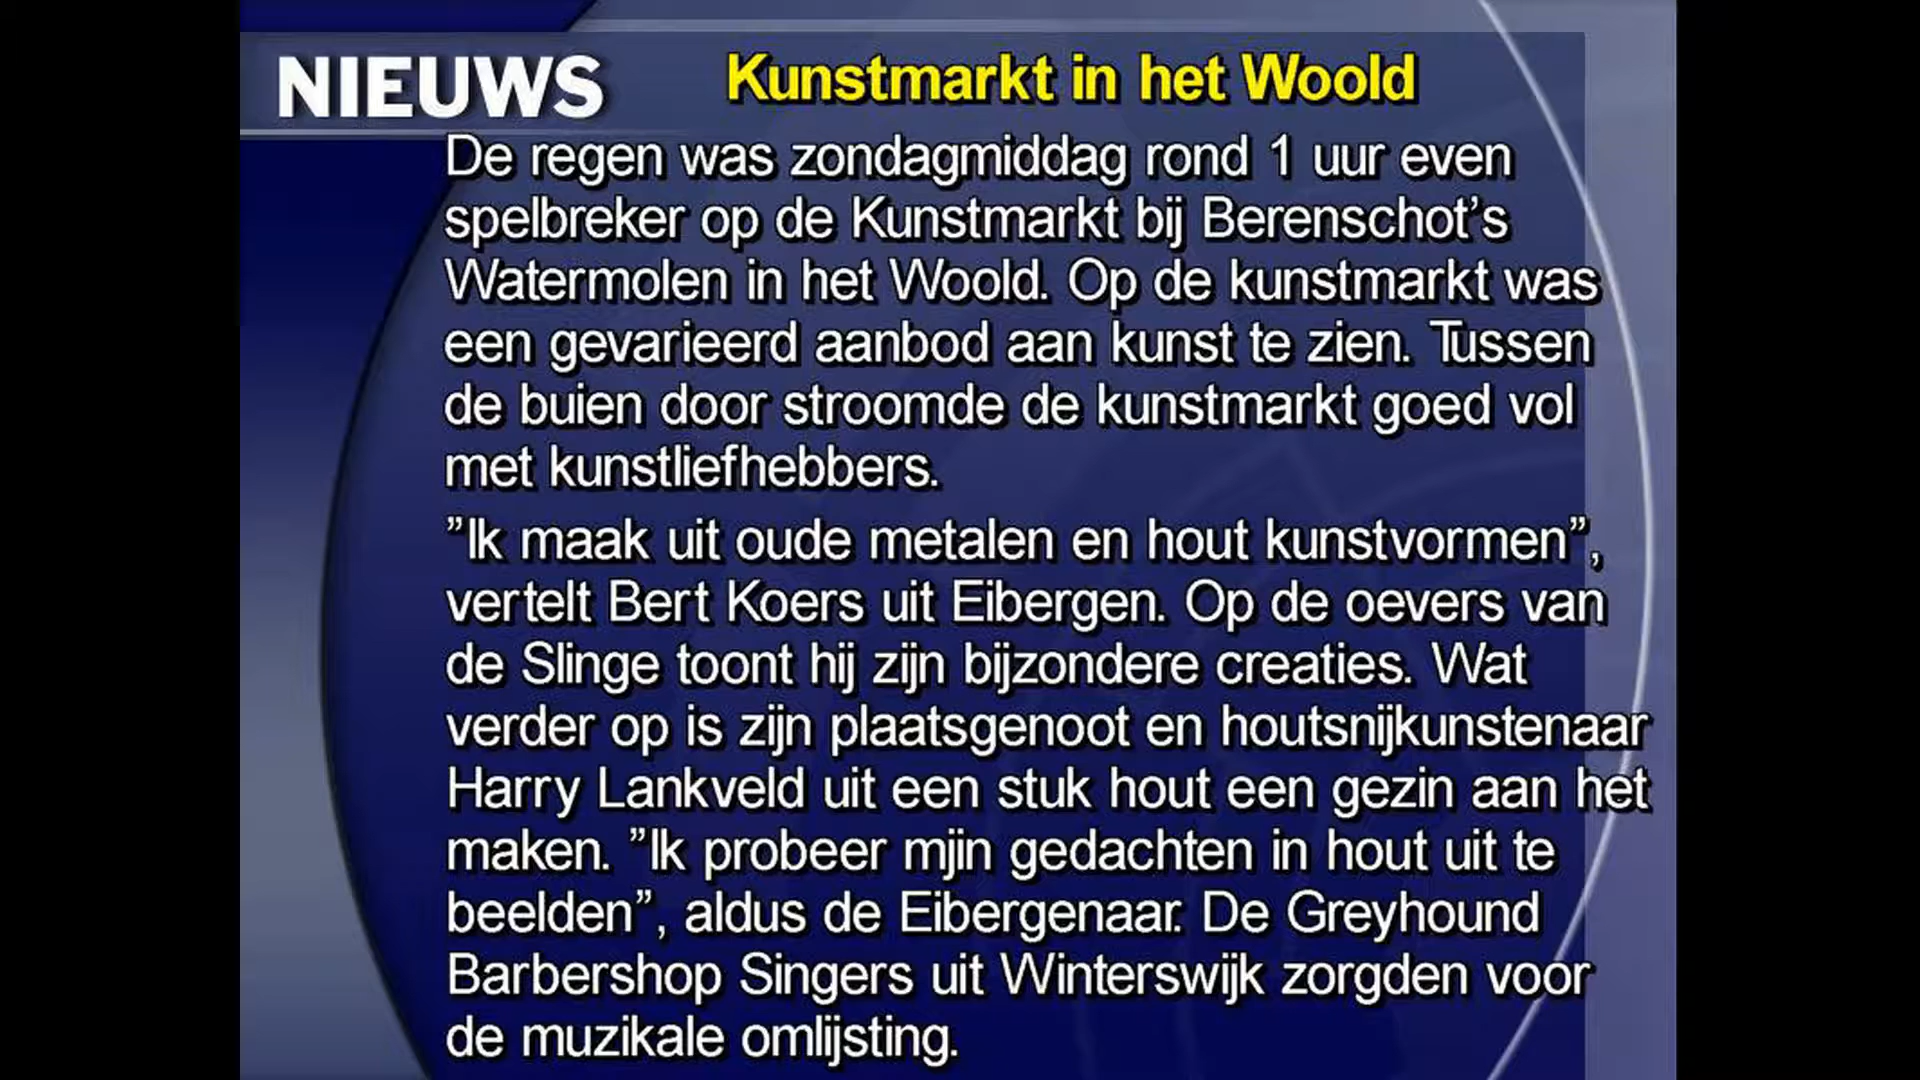 NIEUWS
Kunstmarkt in het Woold
De regen was zondagmiddag rond 1 uur even
spelbreker op de Kunstmarkt bij Berenschot’s
Watermolen in het Woold. Op de kunstmarkt was
een gevarieerd aanbod aan kunst te zien. Tussen
de buien door stroomde de kunstmarkt goed vol
met kunstliefhebbers.
”Ik maak uit oude metalen en hout kunstvormen”,
vertelt Bert Koers uit Eibergen. Op de oevers van
de Slinge toont hij zijn bijzondere creaties. Wat
verder op is zijn plaatsgenoot en houtsnijkunstenaar
Harry Lankveld uit een stuk hout een gezin aan het
maken. ”Ik probeer mjin gedachten in hout uit te
beelden”, aldus de Eibergenaar. De Greyhound
Barbershop Singers uit Winterswijk zorgden voor
de muzikale omlijsting.